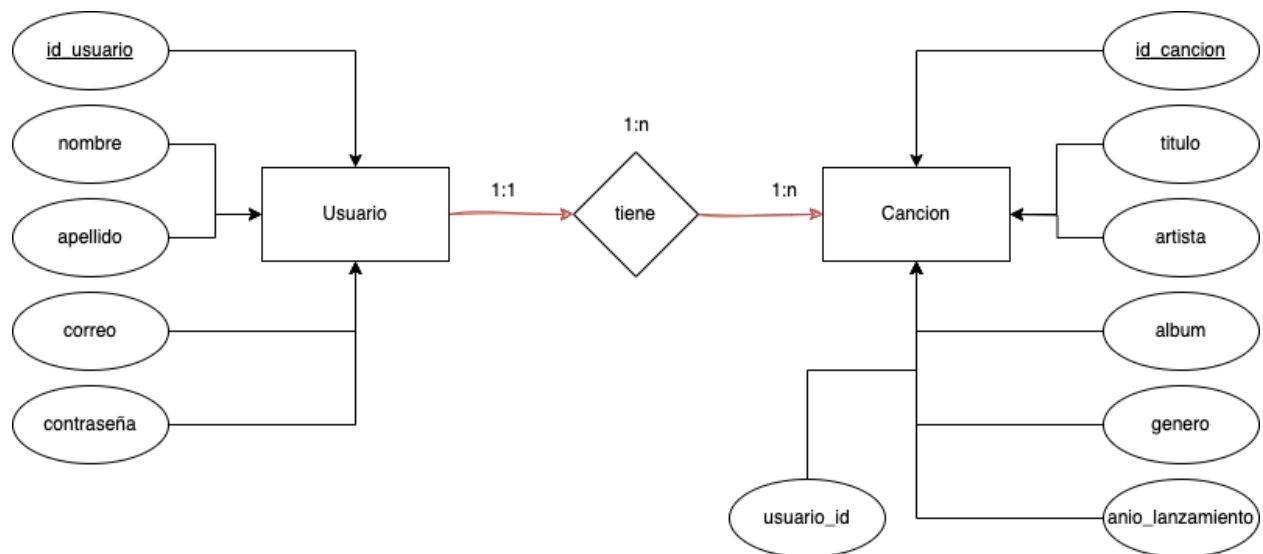 id_usuario
nombre
apellido
correo
contraseña
Usuario
1:1
1:n
tiene
1:n
Cancion
id_cancion
titulo
artista
album
genero
anio_lanzamiento
usuario_id